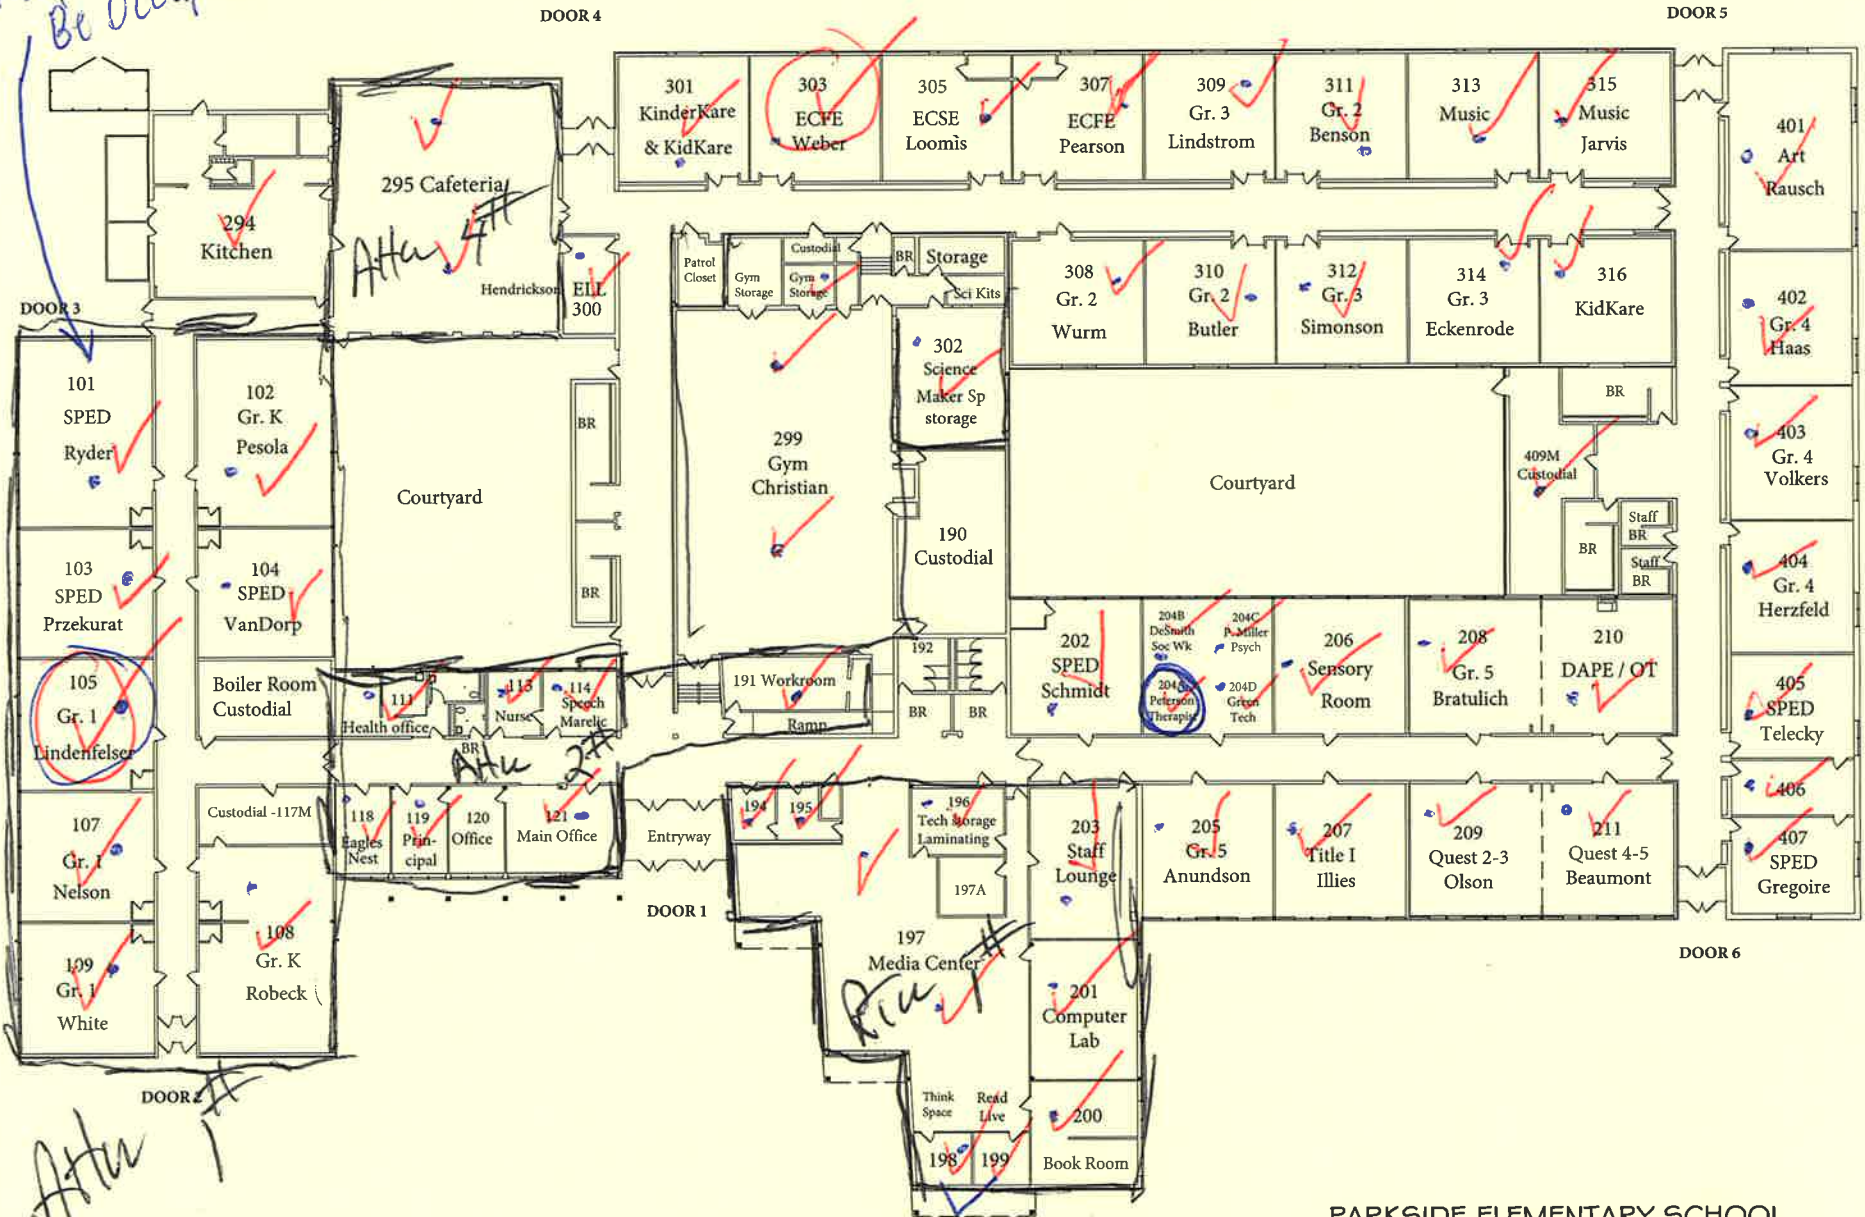 Be
DOOR 4
DOOR 5
301
KinderKare
& KidKare
303
ECFE
Weber
305
ECSE
Loomis
307
ECFE
Pearson
309
Gr. 3
Lindstrom
311
Gr. 2
Benson
313
Music
315
Music
Jarvis
401
Art
Rausch
295 Cafeteria
294
Kitchen
Hendrickson
ELL
300
Patrol
Closet
Gym
Storage
Custodial
Gym
Storage
BR
Storage
Sci Kits
308
Gr. 2
Wurm
310
Gr. 2
Butler
312
Gr. 3
Simonson
314
Gr. 3
Eckenrode
316
KidKare
402
Gr. 4
Haas
DOOR 3
101
SPED
Ryder
102
Gr. K
Pesola
Courtyard
BR
BR
299
Gym
Christian
302
Science
Maker Sp
storage
190
Custodial
Courtyard
BR
409M
Custodial
BR
Staff
BR
Staff
BR
403
Gr. 4
Volkers
404
Gr. 4
Herzfeld
103
SPED
Przekurat
104
SPED
VanDorp
105
Gr. 1
Lindenfelser
Boiler Room
Custodial
111
Health office
BR
113
Nurse
114
Speech
Marelic
191 Workroom
Ramp
192
BR
BR
202
SPED
Schmidt
204B
DeSmith
Soc Wk
204C
P. Miller
Psych
Peterson
Therapist
204D
Green
Tech
206
Sensory
Room
208
Gr. 5
Bratulich
210
DAPE / OT
405
SPED
Telecky
406
407
SPED
Gregoire
107
Gr. 1
Nelson
Custodial -117M
118
Eagles
Nest
119
Prin-
cipal
120
Office
121
Main Office
Entryway
194
195
196
Tech Storage
Laminating
197A
203
Staff
Lounge
205
Gr. 5
Anundson
207
Title I
Illies
209
Quest 2-3
Olson
211
Quest 4-5
Beaumont
109
Gr. 1
White
108
Gr. K
Robeck
DOOR 1
197
Media Center
201
Computer
Lab
DOOR 6
DOOR 2
Think
Space
Read
Live
198
199
200
Book Room
PARKSIDE ELEMENTARY SCHOOL